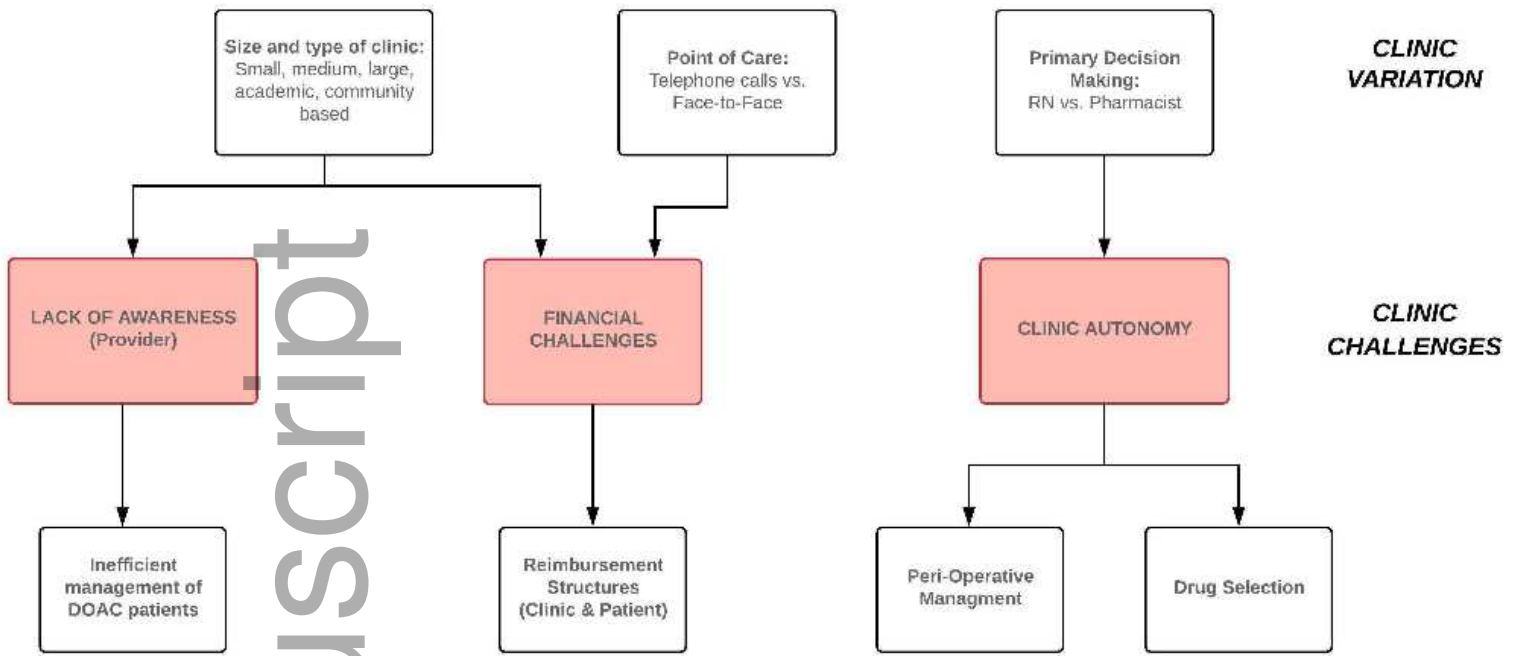 Size and type of clinic:
Small, medium, large,
academic, community
based
Point of Care:
Telephone calls vs.
Face-to-Face
Primary Decision
Making:
RN vs. Pharmacist
CLINIC
VARIATION
LACK OF AWARENESS
(Provider)
FINANCIAL
CHALLENGES
CLINIC AUTONOMY
CLINIC
CHALLENGES
Inefficient
management of
DOAC patients
Reimbursement
Structures
(Clinic & Patient)
Peri-Operative
Managment
Drug Selection
uscript